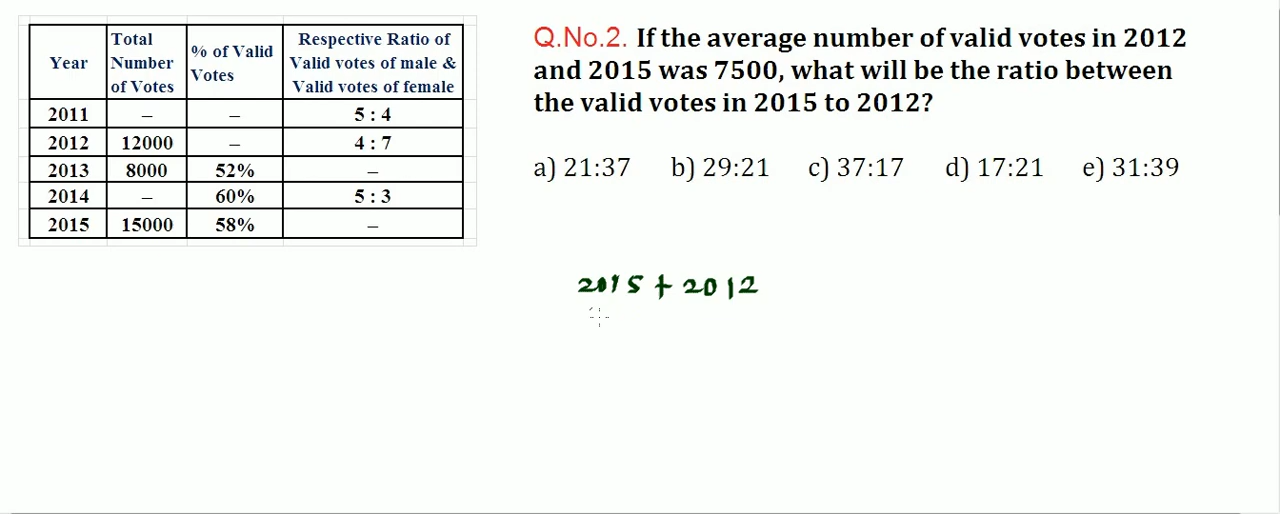 Year | Total Number of Votes | % of Valid Votes | Respective Ratio of Valid votes of male & Valid votes of female
2011 | – | – | 5 : 4
2012 | 12000 | – | 4 : 7
2013 | 8000 | 52% | –
2014 | – | 60% | 5 : 3
2015 | 15000 | 58% | –
Q.No.2. If the average number of valid votes in 2012
and 2015 was 7500, what will be the ratio between
the valid votes in 2015 to 2012?
a) 21:37 b) 29:21 c) 37:17 d) 17:21 e) 31:39
2015 + 2012